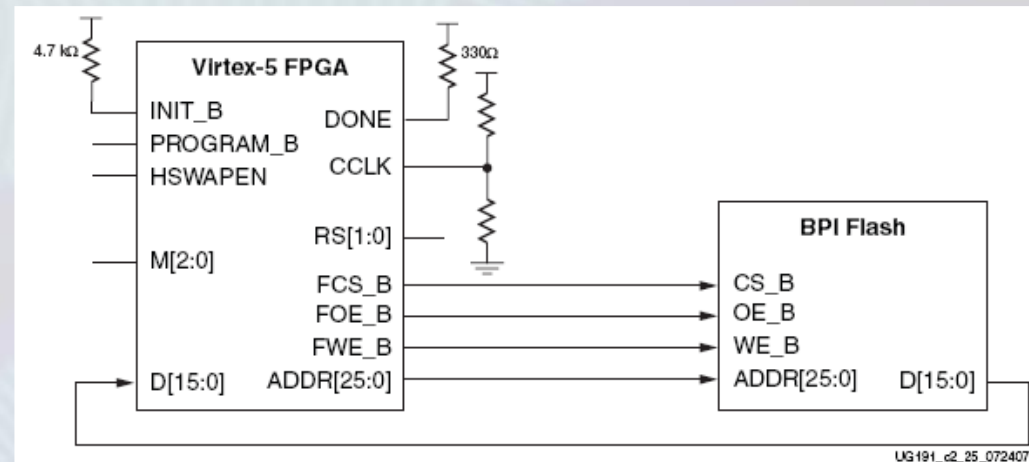 4.7 kΩ
330Ω
Virtex-5 FPGA
INIT_B
DONE
PROGRAM_B
CCLK
HSWAPEN
RS[1:0]
BPI Flash
M[2:0]
FCS_B
CS_B
FOE_B
OE_B
FWE_B
WE_B
D[15:0]
ADDR[25:0]
ADDR[25:0]
D[15:0]
UG191_c2_25_072407